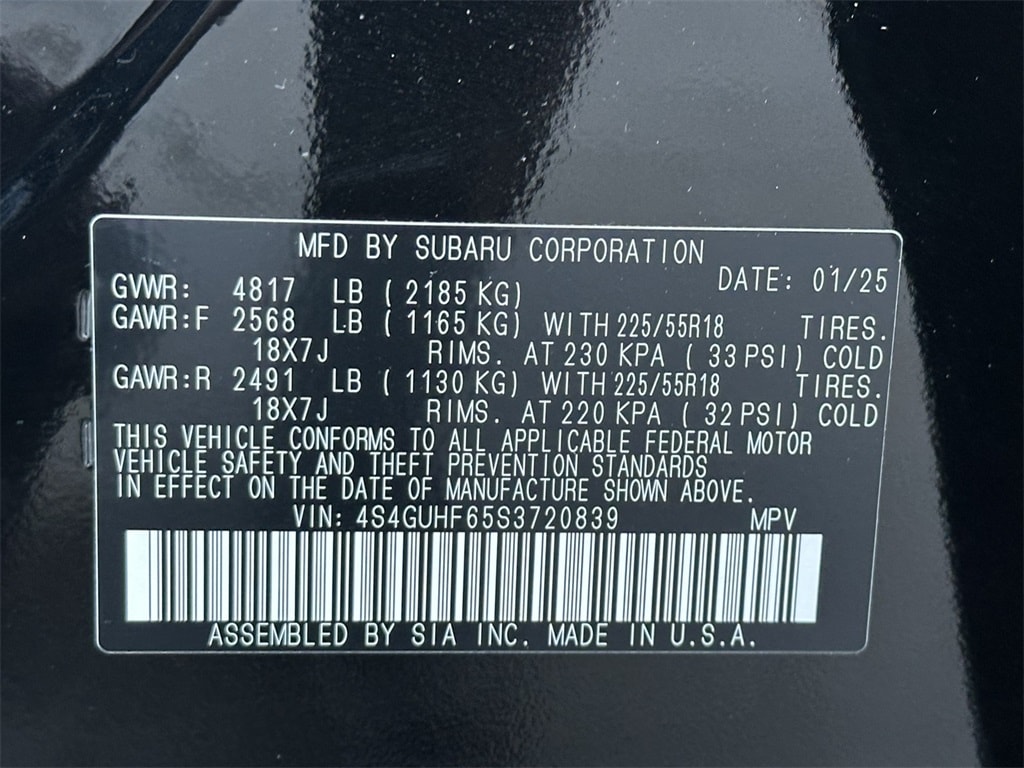 MFD BY SUBARU CORPORATION
DATE: 01/25
GVWR: 4817 LB ( 2185 KG)
GAWR:F 2568 LB ( 1165 KG) WITH 225/55R18 TIRES.
18X7J RIMS. AT 230 KPA ( 33 PSI) COLD
GAWR:R 2491 LB ( 1130 KG) WITH 225/55R18 TIRES.
18X7J RIMS. AT 220 KPA ( 32 PSI) COLD
THIS VEHICLE CONFORMS TO ALL APPLICABLE FEDERAL MOTOR
VEHICLE SAFETY AND THEFT PREVENTION STANDARDS
IN EFFECT ON THE DATE OF MANUFACTURE SHOWN ABOVE.
VIN: 4S4GUHF65S3720839 MPV
ASSEMBLED BY SIA INC. MADE IN U.S.A.